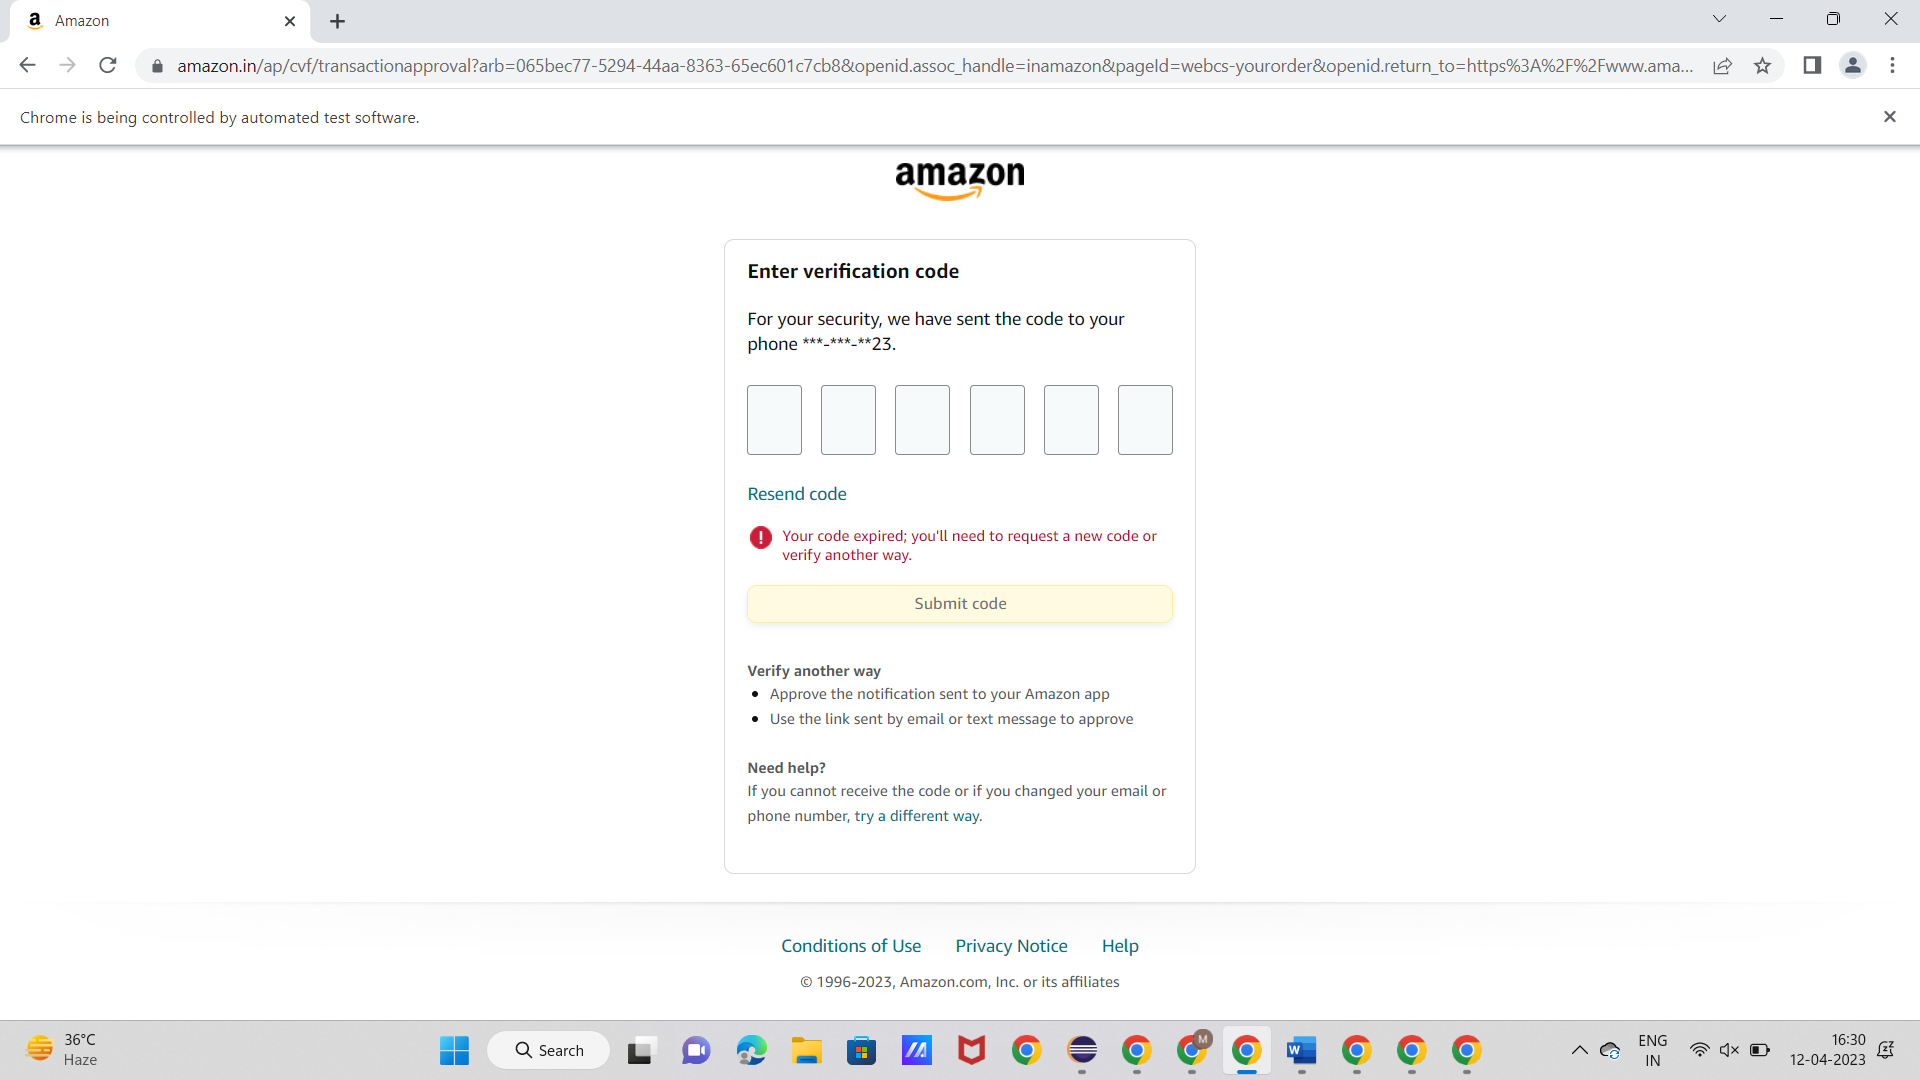 a Amazon
amazon.in/ap/cvf/transactionapproval?arb=065bec77-5294-44aa-8363-65ec601c7cb8&openid.assoc_handle=inamazon&pageId=webcs-yourorder&openid.return_to=https%3A%2F%2Fwww.ama...
Chrome is being controlled by automated test software.
amazon
Enter verification code
For your security, we have sent the code to your
phone ***-***-**23.
Resend code
! Your code expired; you'll need to request a new code or
verify another way.
Submit code
Verify another way
• Approve the notification sent to your Amazon app
• Use the link sent by email or text message to approve
Need help?
If you cannot receive the code or if you changed your email or
phone number, try a different way.
Conditions of Use Privacy Notice Help
© 1996-2023, Amazon.com, Inc. or its affiliates
36°C
Haze
Search
M
W
ENG
IN
16:30
12-04-2023